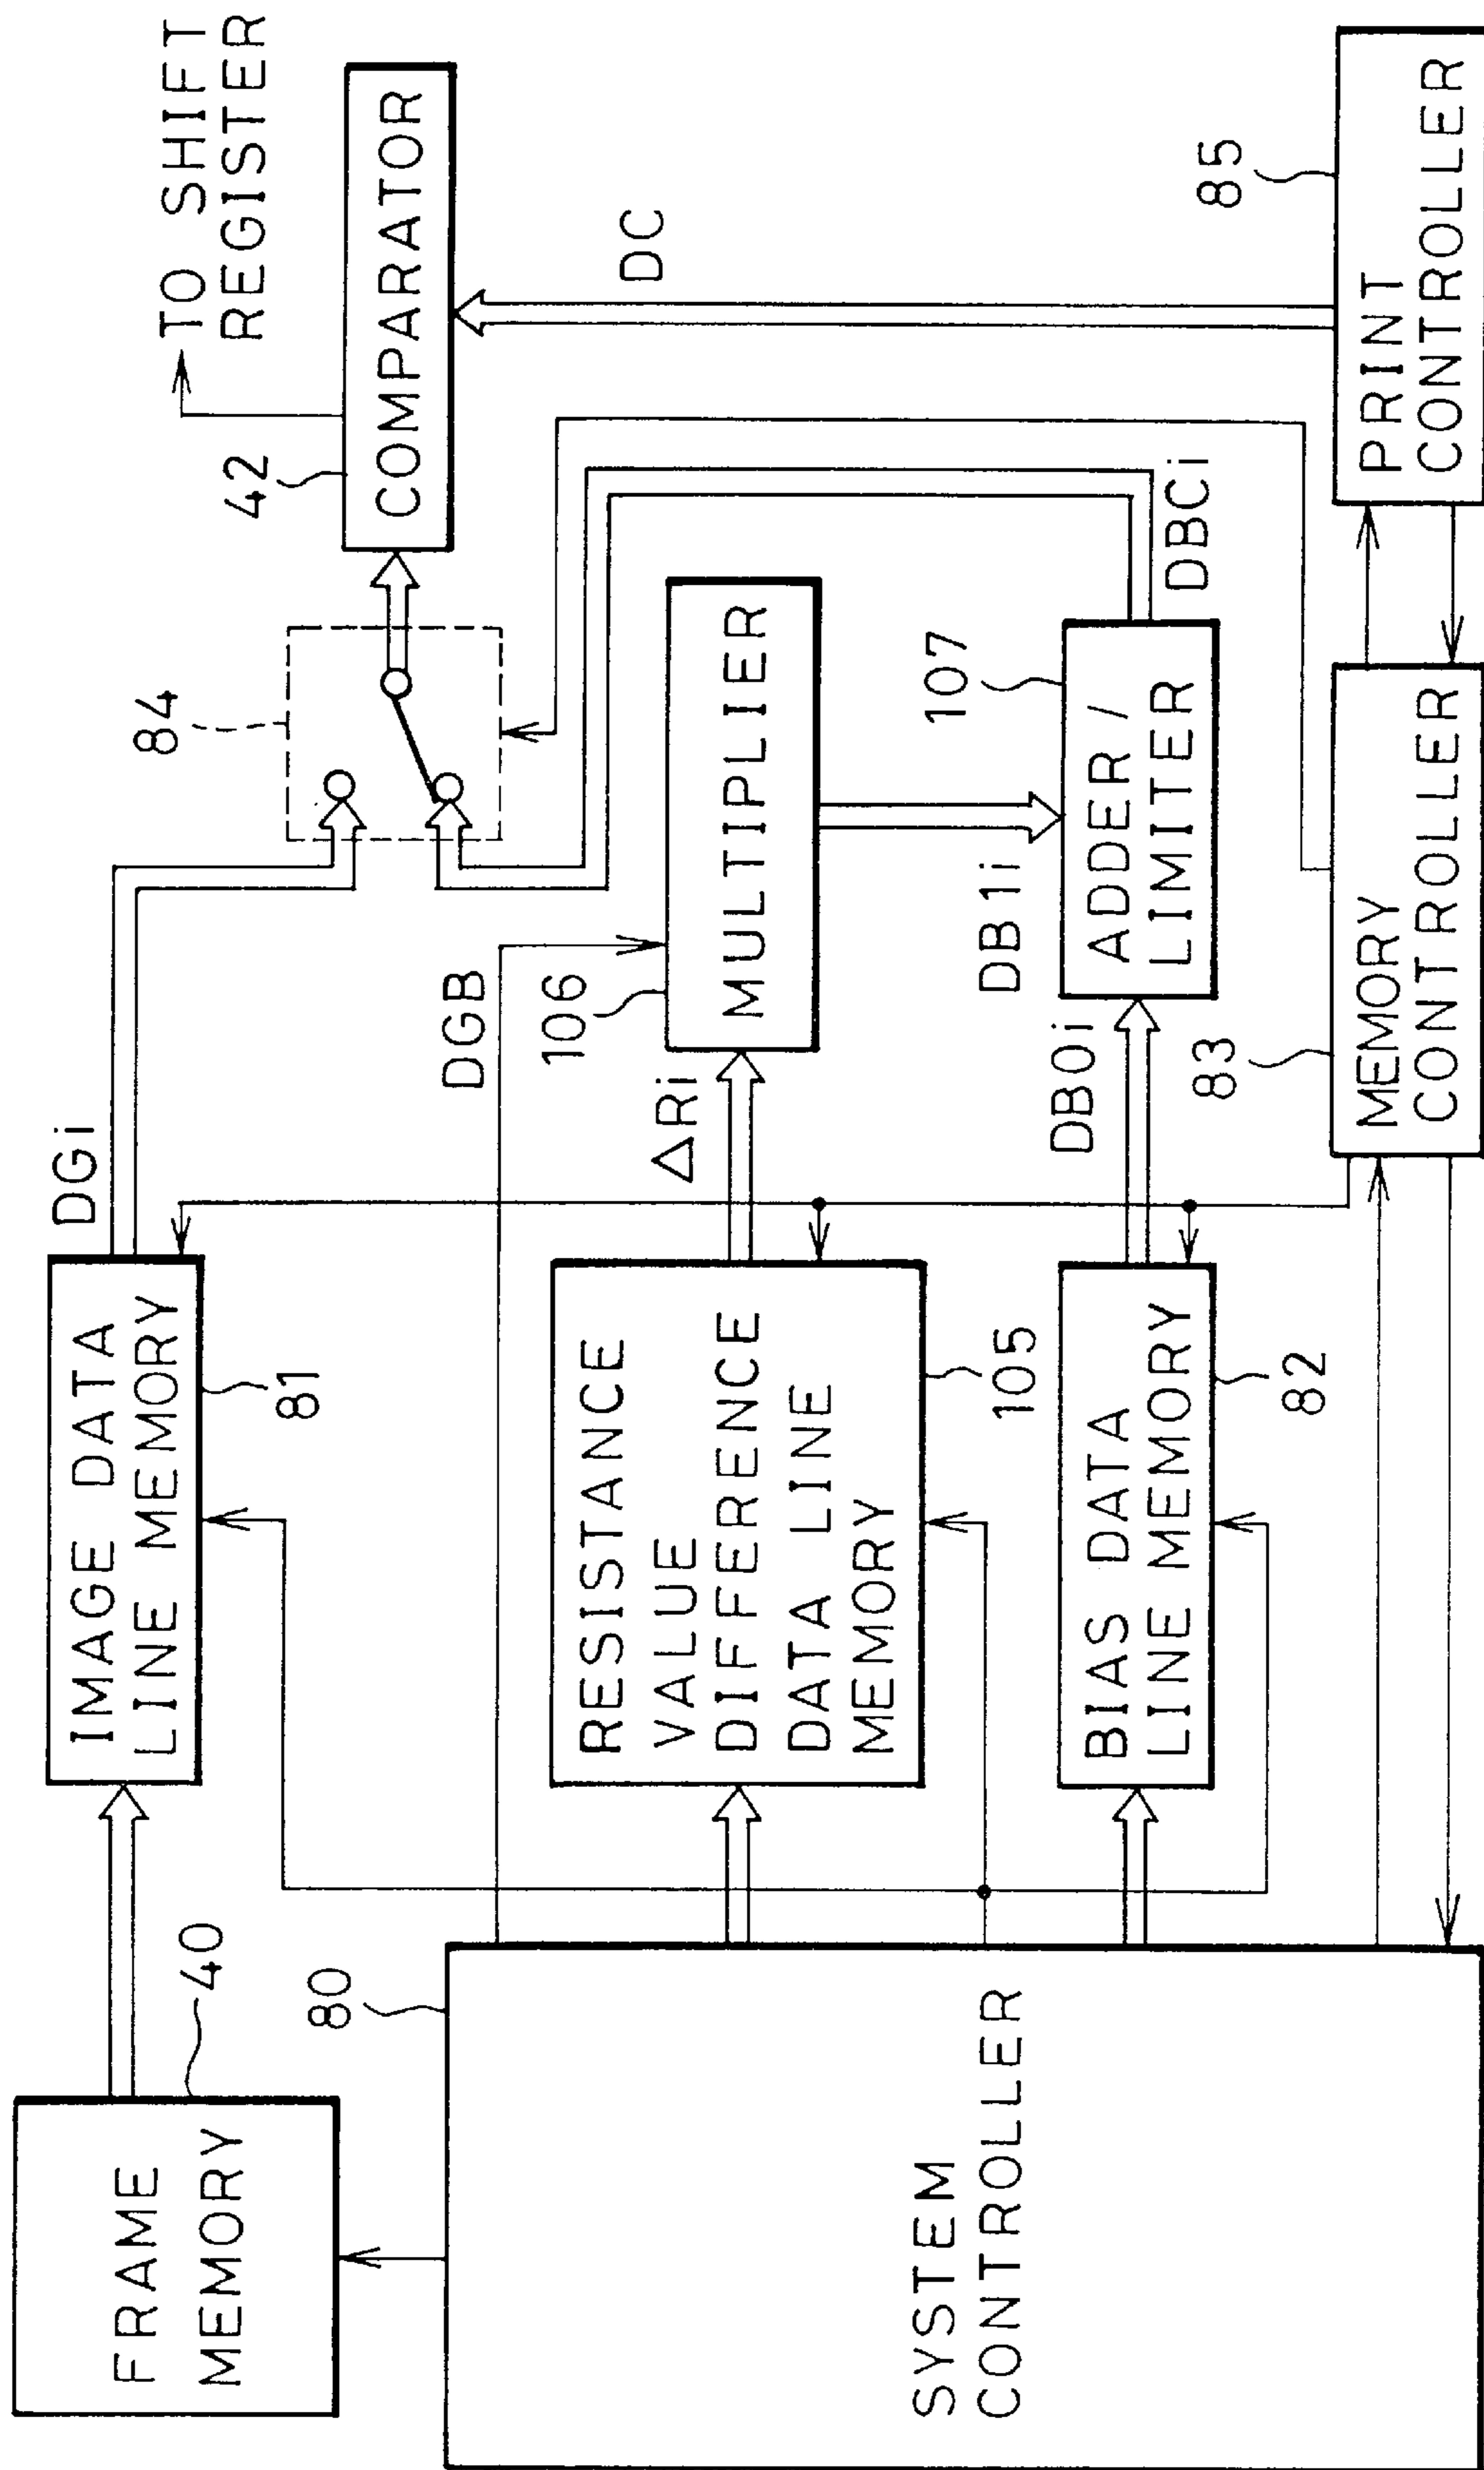 FRAME
MEMORY
40
IMAGE DATA
LINE MEMORY
81
DGi
84
42
COMPARATOR
TO SHIFT
REGISTER
80
SYSTEM
CONTROLLER
RESISTANCE
VALUE
DIFFERENCE
DATA LINE
MEMORY
105
△Ri
DGB
106
MULTIPLIER
DC
BIAS DATA
LINE MEMORY
82
DB0i
DB1i
107
ADDER /
LIMITER
DBCi
83
MEMORY
CONTROLLER
85
PRINT
CONTROLLER